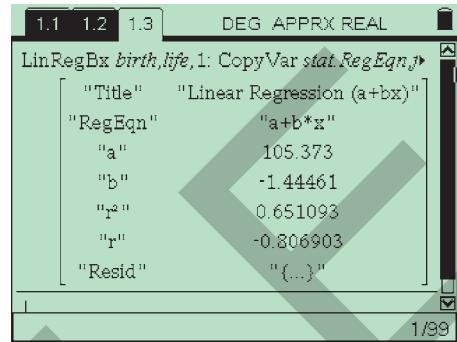 1.1 1.2 1.3 DEG APPRX REAL
LinRegBx birth,life,1: CopyVar stat.RegEqn,f▸
"Title" "Linear Regression (a+bx)"
"RegEqn" "a+b*x"
"a" 105.373
"b" -1.44461
"r²" 0.651093
"r" -0.806903
"Resid" "{...}"
1/99